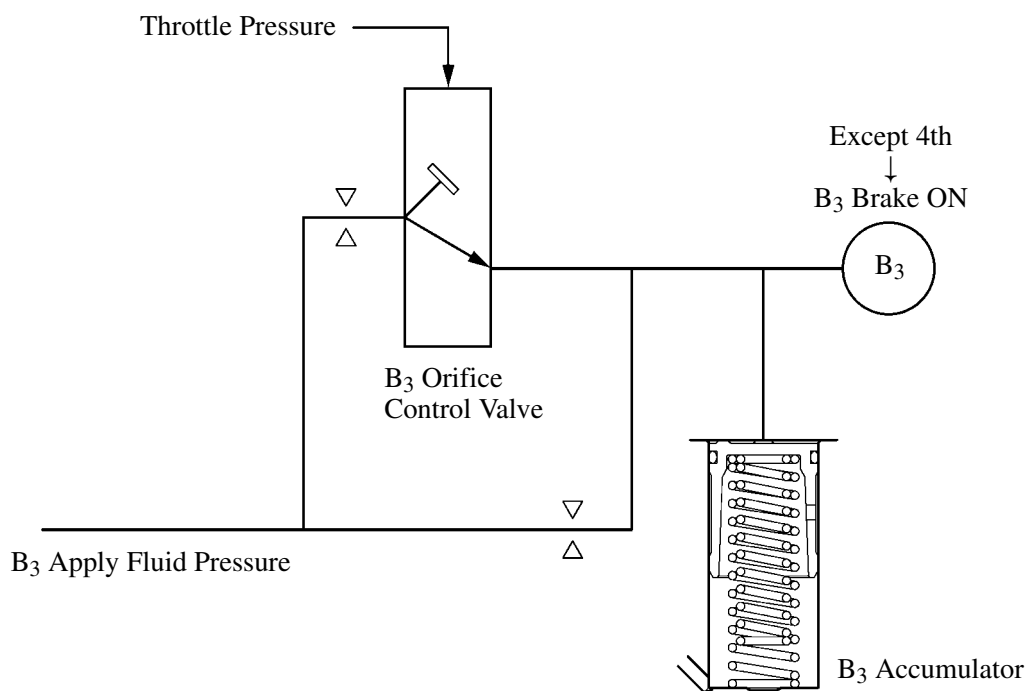 Throttle Pressure
Except 4th
↓
B₃ Brake ON
B₃
B₃ Orifice
Control Valve
B₃ Apply Fluid Pressure
B₃ Accumulator